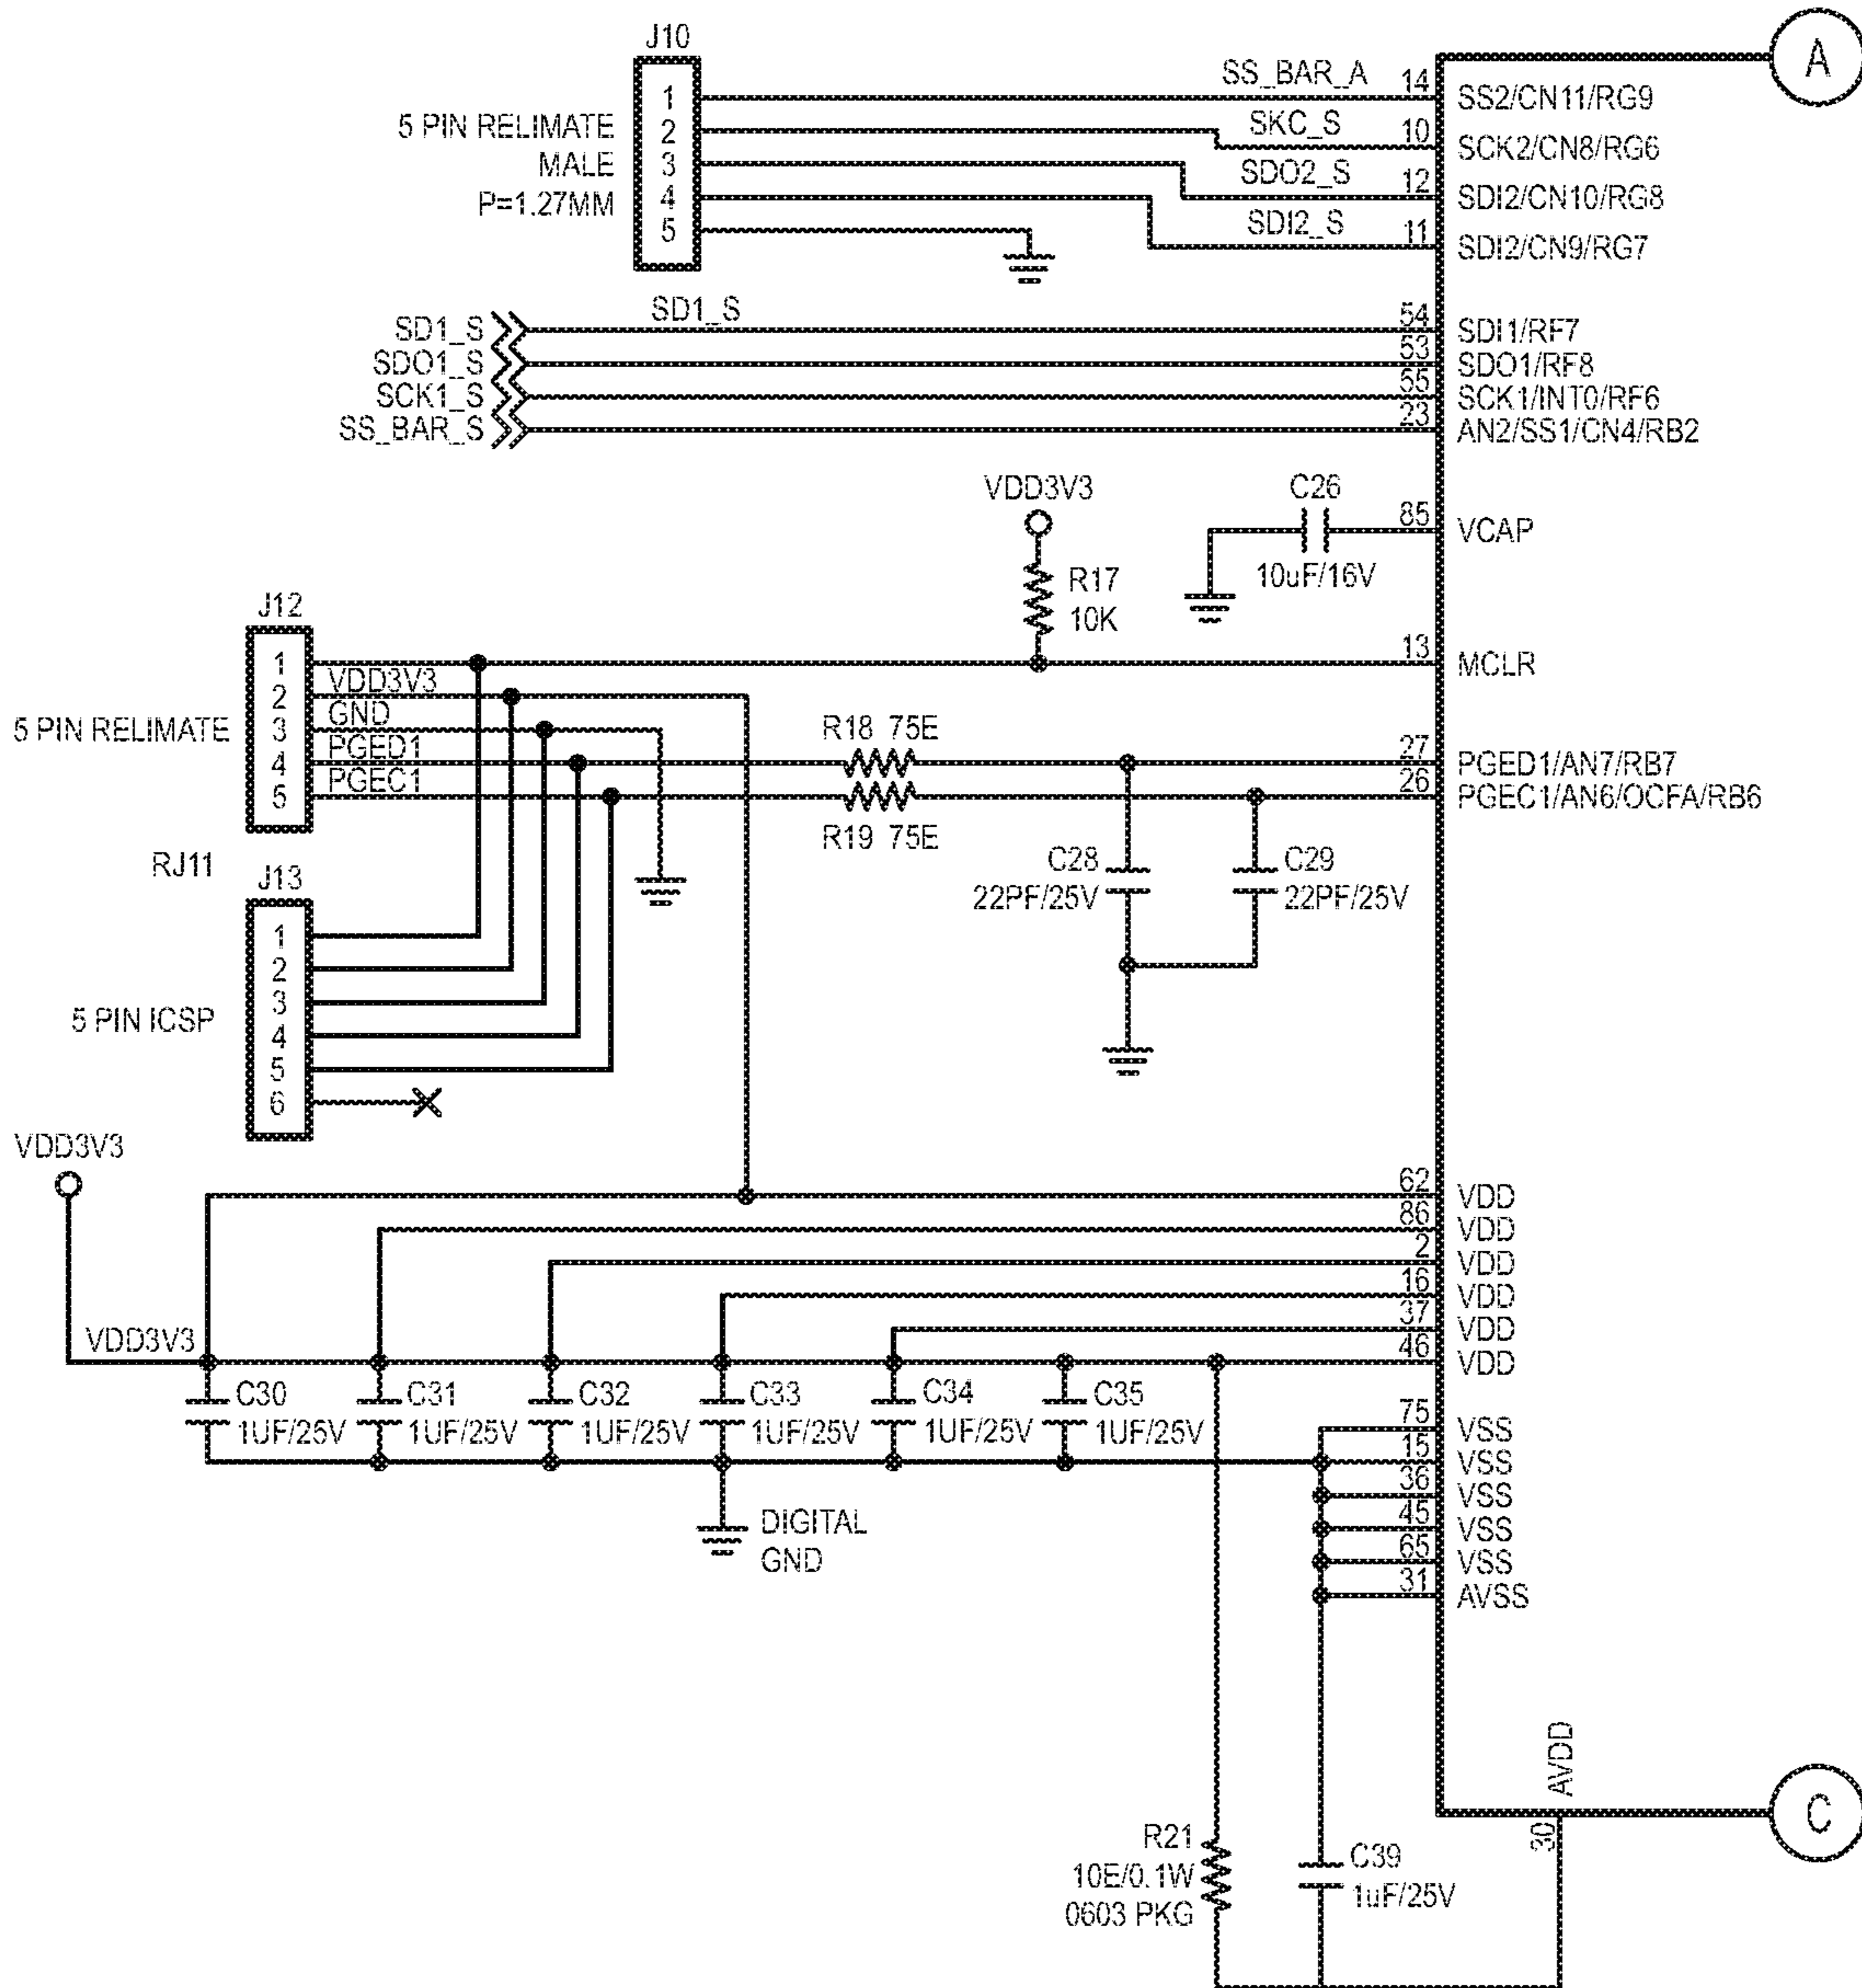 A
J10
5 PIN RELIMATE
MALE
P=1.27MM
1
2
3
4
5
SS_BAR_A 14 SS2/CN11/RG9
SKC_S 10 SCK2/CN8/RG6
SDO2_S 12 SDI2/CN10/RG8
SDI2_S 11 SDI2/CN9/RG7
SD1_S SD1_S 54 SDI1/RF7
SDO1_S 53 SDO1/RF8
SCK1_S 55 SCK1/INT0/RF6
SS_BAR_S 23 AN2/SS1/CN4/RB2
VDD3V3
C26
10uF/16V
85 VCAP
R17
10K
J12
5 PIN RELIMATE
1 13 MCLR
2 VDD3V3
3 GND
4 PGED1 R18 75E 27 PGED1/AN7/RB7
5 PGEC1 R19 75E 26 PGEC1/AN6/OCFA/RB6
C28
22PF/25V
C29
22PF/25V
RJ11
J13
5 PIN ICSP
1
2
3
4
5
6
VDD3V3
62 VDD
86 VDD
2 VDD
16 VDD
37 VDD
VDD3V3 46 VDD
C30
1UF/25V
C31
1UF/25V
C32
1UF/25V
C33
1UF/25V
C34
1UF/25V
C35
1UF/25V
75 VSS
15 VSS
36 VSS
45 VSS
65 VSS
31 AVSS
DIGITAL
GND
AVDD
30
C
R21
10E/0.1W
0603 PKG
C39
1uF/25V